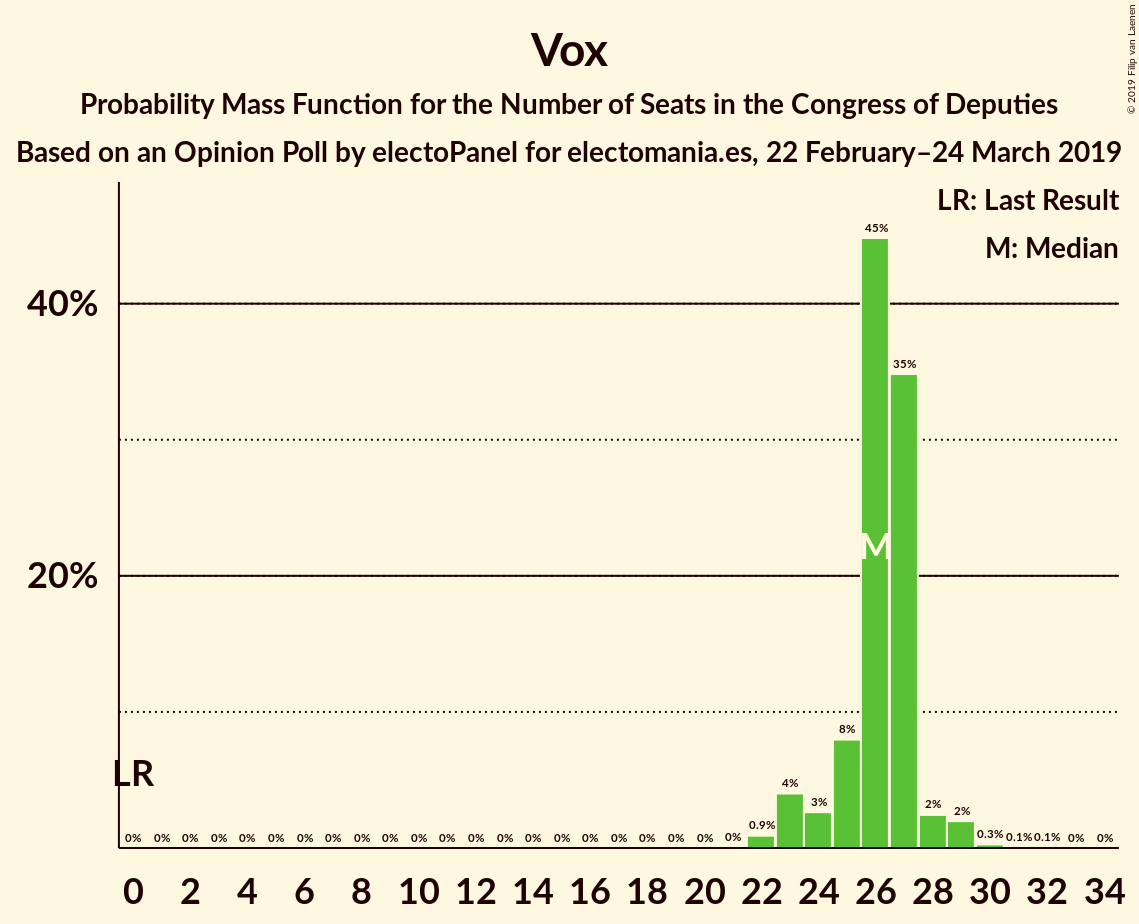 Vox
Probability Mass Function for the Number of Seats in the Congress of Deputies
Based on an Opinion Poll by electoPanel for electomania.es, 22 February–24 March 2019
© 2019 Filip van Laenen
LR: Last Result
M: Median
45%
40%
35%
M
20%
8%
LR
4%
3%
2%
2%
0% 0% 0% 0% 0% 0% 0% 0% 0% 0% 0% 0% 0% 0% 0% 0% 0% 0% 0% 0% 0% 0% 0.9% 0.3% 0.1% 0.1% 0% 0%
0 2 4 6 8 10 12 14 16 18 20 22 24 26 28 30 32 34